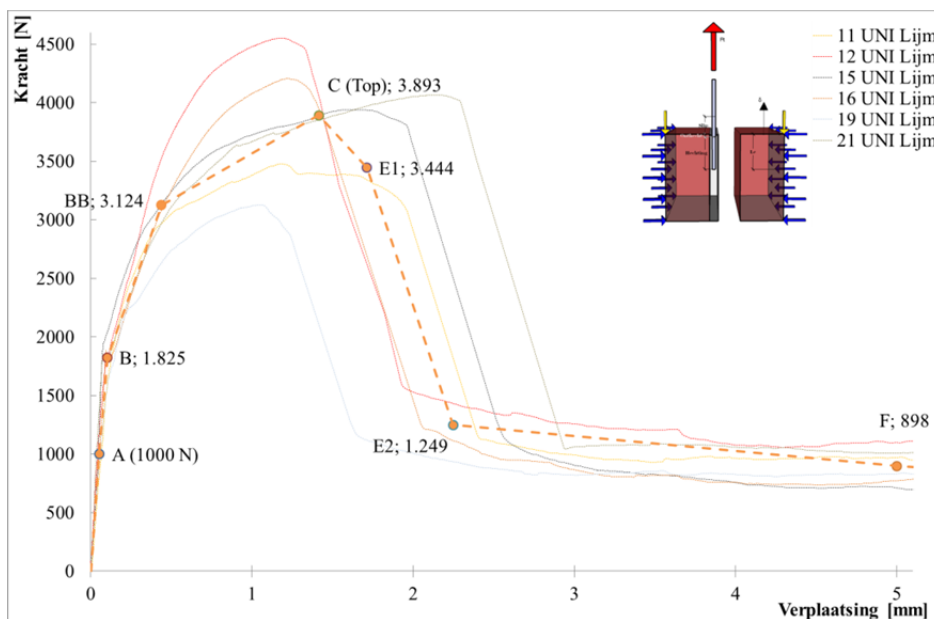 Kracht [N]
4500
4000
3500
3000
2500
2000
1500
1000
500
0
0
1
2
3
4
5
Verplaatsing [mm]
C (Top); 3.893
E1; 3.444
BB; 3.124
B; 1.825
A (1000 N)
E2; 1.249
F; 898
11 UNI Lijm
12 UNI Lijm
15 UNI Lijm
16 UNI Lijm
19 UNI Lijm
21 UNI Lijm